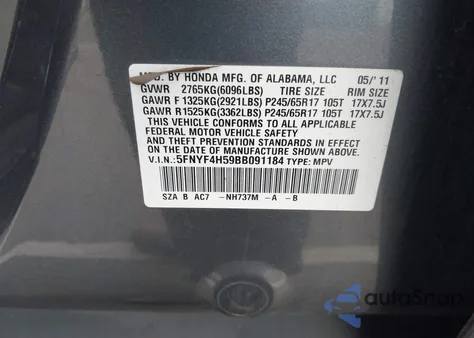 MFD. BY HONDA MFG. OF ALABAMA, LLC 05/'11
GVWR 2765KG(6096LBS) TIRE SIZE RIM SIZE
GAWR F 1325KG(2921LBS) P245/65R17 105T 17X7.5J
GAWR R 1525KG(3362LBS) P245/65R17 105T 17X7.5J
THIS VEHICLE CONFORMS TO ALL APPLICABLE
FEDERAL MOTOR VEHICLE SAFETY
AND THEFT PREVENTION STANDARDS IN EFFECT
ON THE DATE OF MANUFACTURE SHOWN ABOVE.
V.I.N.:5FNYF4H59BB091184 TYPE: MPV
SZA B AC7 -NH737M -A -B
autoSnap